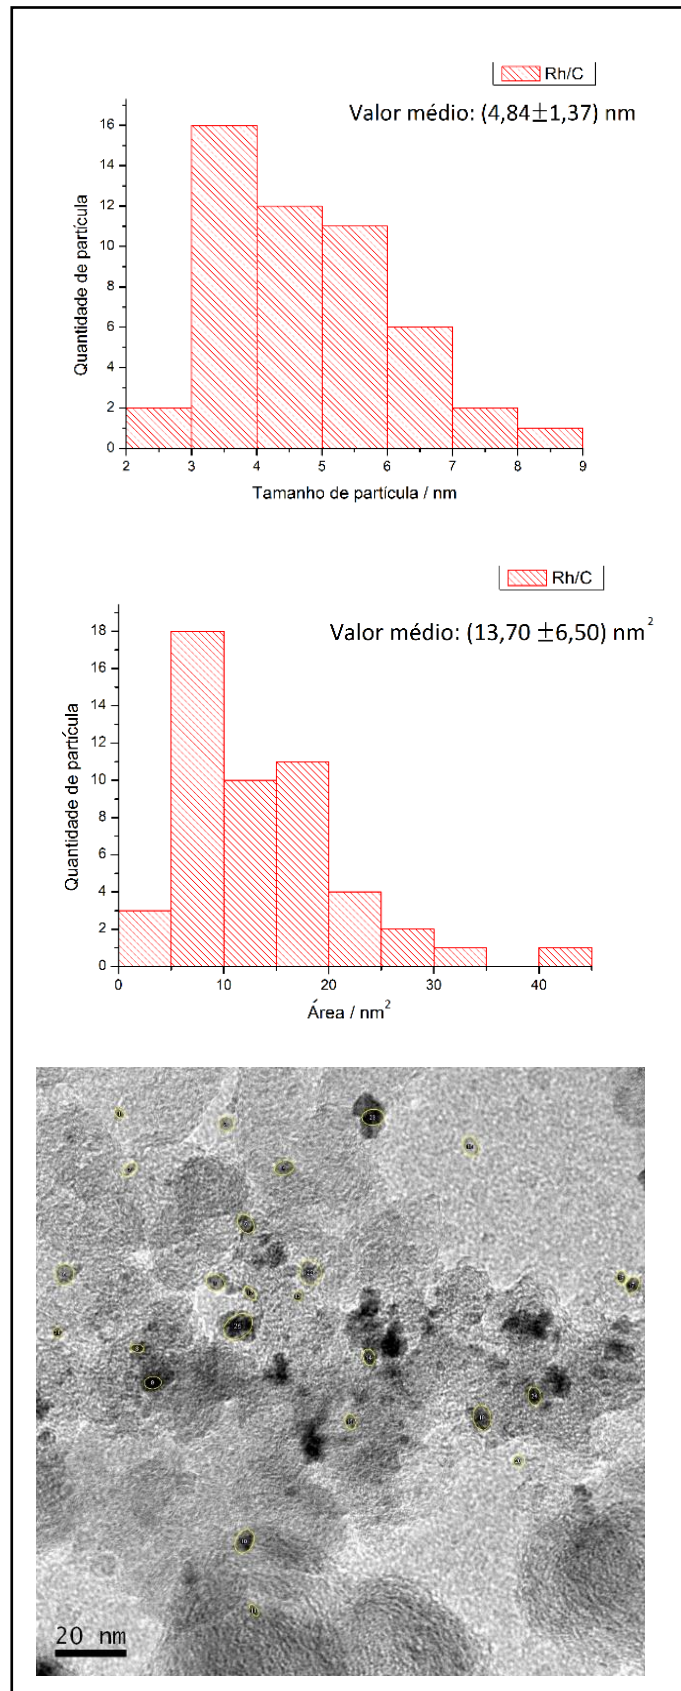 Rh/C
Valor médio: (4,84±1,37) nm
16
14
12
10
8
6
4
2
0
Quantidade de partícula
2 3 4 5 6 7 8 9
Tamanho de partícula / nm
Rh/C
Valor médio: (13,70 ±6,50) nm²
18
16
14
12
10
8
6
4
2
0
Quantidade de partícula
0 10 20 30 40
Área / nm²
20 nm